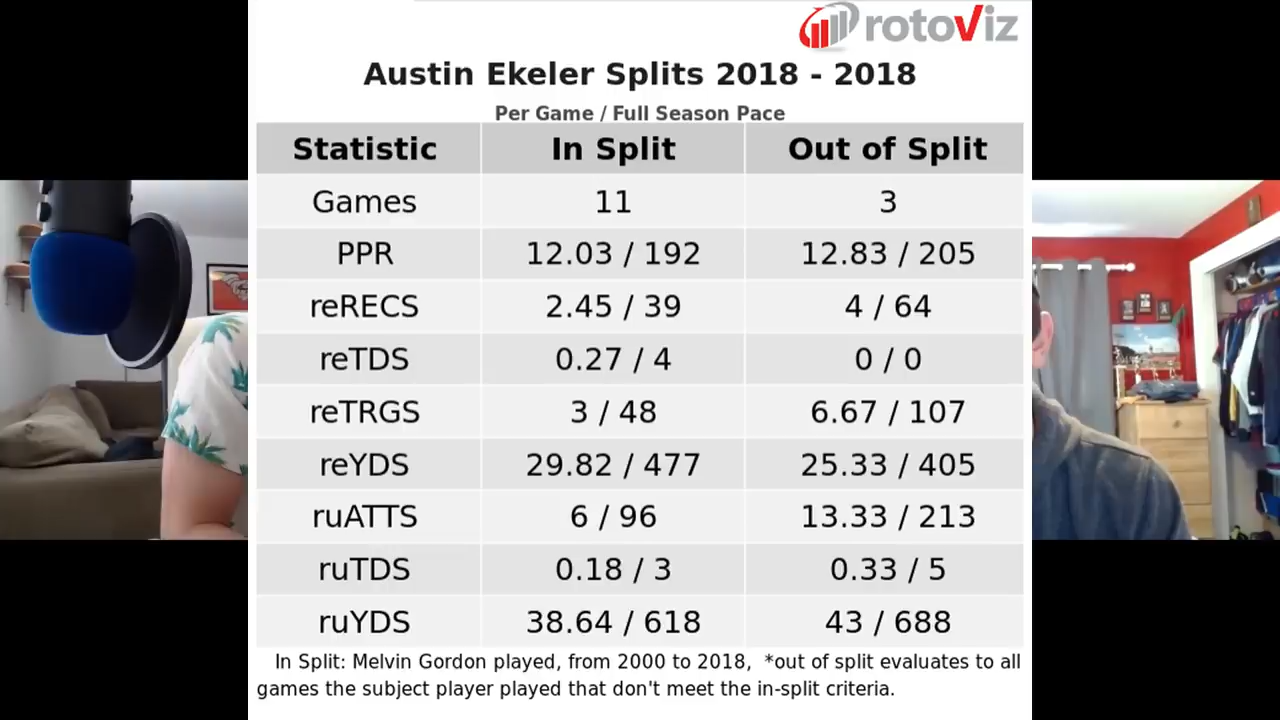 rotoViz
Austin Ekeler Splits 2018 - 2018
Per Game / Full Season Pace
Statistic In Split Out of Split
Games 11 3
PPR 12.03 / 192 12.83 / 205
reRECS 2.45 / 39 4 / 64
reTDS 0.27 / 4 0 / 0
reTRGS 3 / 48 6.67 / 107
reYDS 29.82 / 477 25.33 / 405
ruATTS 6 / 96 13.33 / 213
ruTDS 0.18 / 3 0.33 / 5
ruYDS 38.64 / 618 43 / 688
In Split: Melvin Gordon played, from 2000 to 2018, *out of split evaluates to all
games the subject player played that don't meet the in-split criteria.